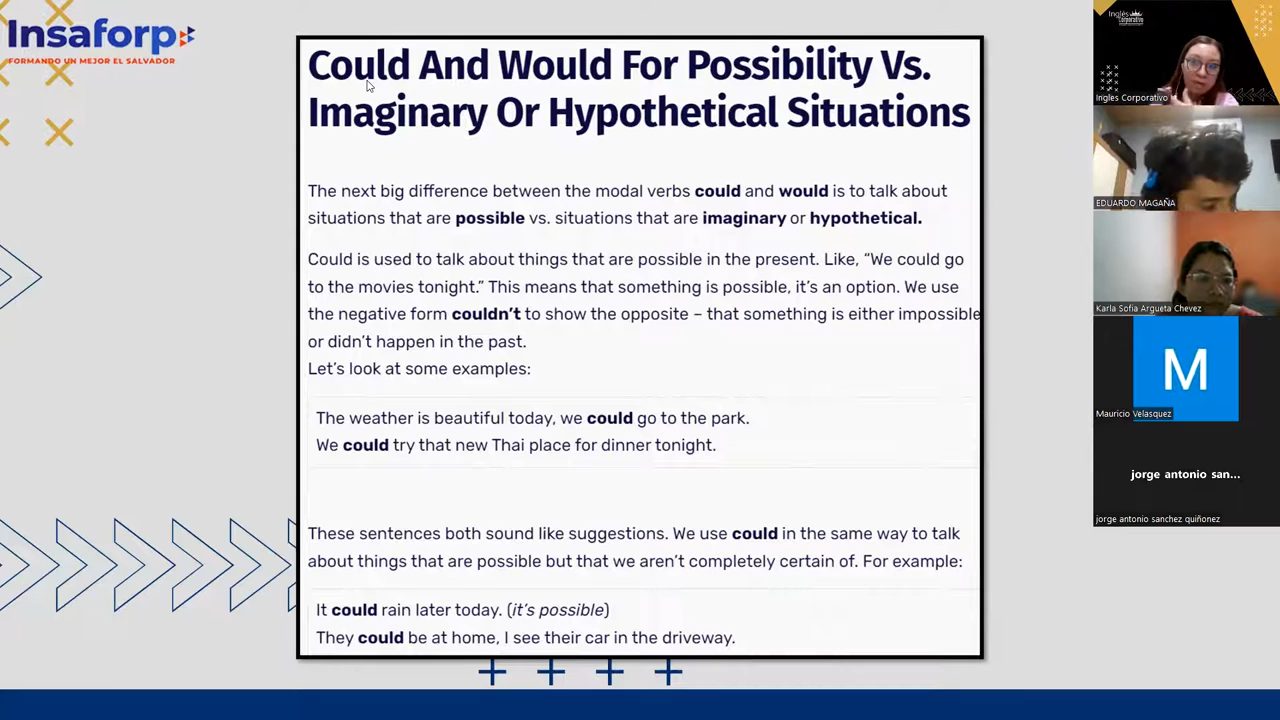 Insaforp
FORMANDO UN MEJOR EL SALVADOR
Could And Would For Possibility Vs.
Imaginary Or Hypothetical Situations
The next big difference between the modal verbs could and would is to talk about
situations that are possible vs. situations that are imaginary or hypothetical.
Could is used to talk about things that are possible in the present. Like, “We could go
to the movies tonight.” This means that something is possible, it’s an option. We use
the negative form couldn’t to show the opposite – that something is either impossible
or didn’t happen in the past.
Let’s look at some examples:
The weather is beautiful today, we could go to the park.
We could try that new Thai place for dinner tonight.
These sentences both sound like suggestions. We use could in the same way to talk
about things that are possible but that we aren’t completely certain of. For example:
It could rain later today. (it’s possible)
They could be at home, I see their car in the driveway.
Inglés
Corporativo
Ingles Corporativo
EDUARDO MAGAÑA
Karla Sofia Argueta Chevez
M
Mauricio Velasquez
jorge antonio san...
jorge antonio sanchez quiñonez